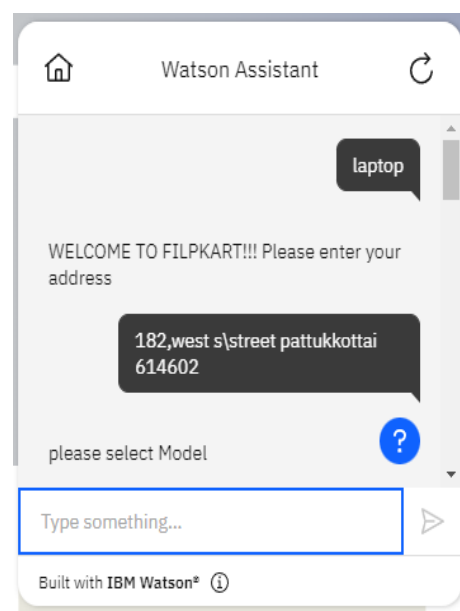 Watson Assistant
laptop
WELCOME TO FILPKART!!! Please enter your
address
182,west s\street pattukkottai
614602
?
please select Model
Type something...
Built with IBM Watson®